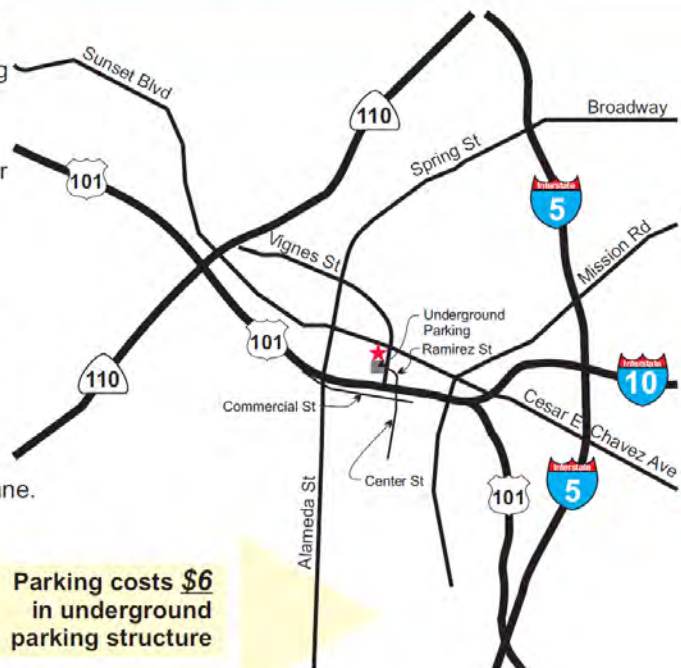 Sunset Blvd
110
Broadway
101
Spring St
Interstate
5
Mission Rd
Vignes St
Underground
Parking
101
Ramirez St
110
Interstate
10
Commercial St
Cesar E Chavez Ave
Center St
Interstate
5
101
Alameda St
Parking costs $6
in underground
parking structure